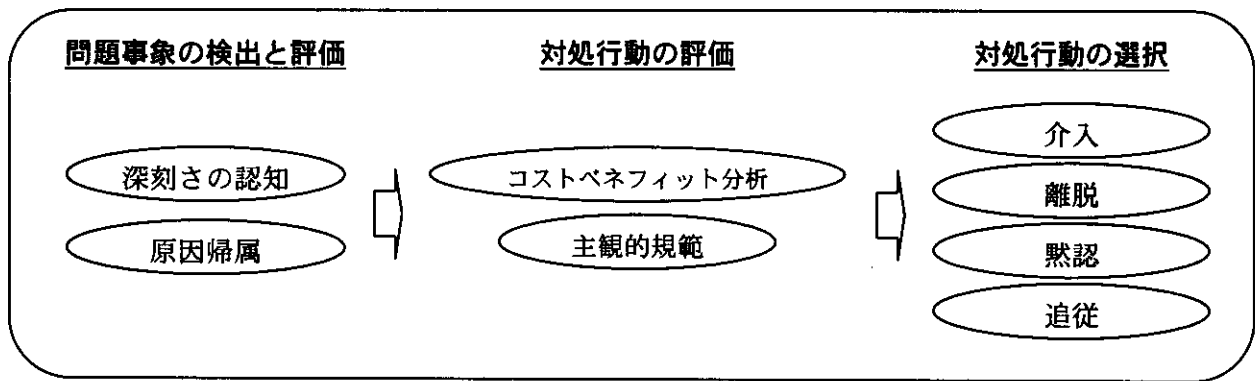 問題事象の検出と評価
深刻さの認知
原因帰属
対処行動の評価
コストベネフィット分析
主観的規範
対処行動の選択
介入
離脱
黙認
追従